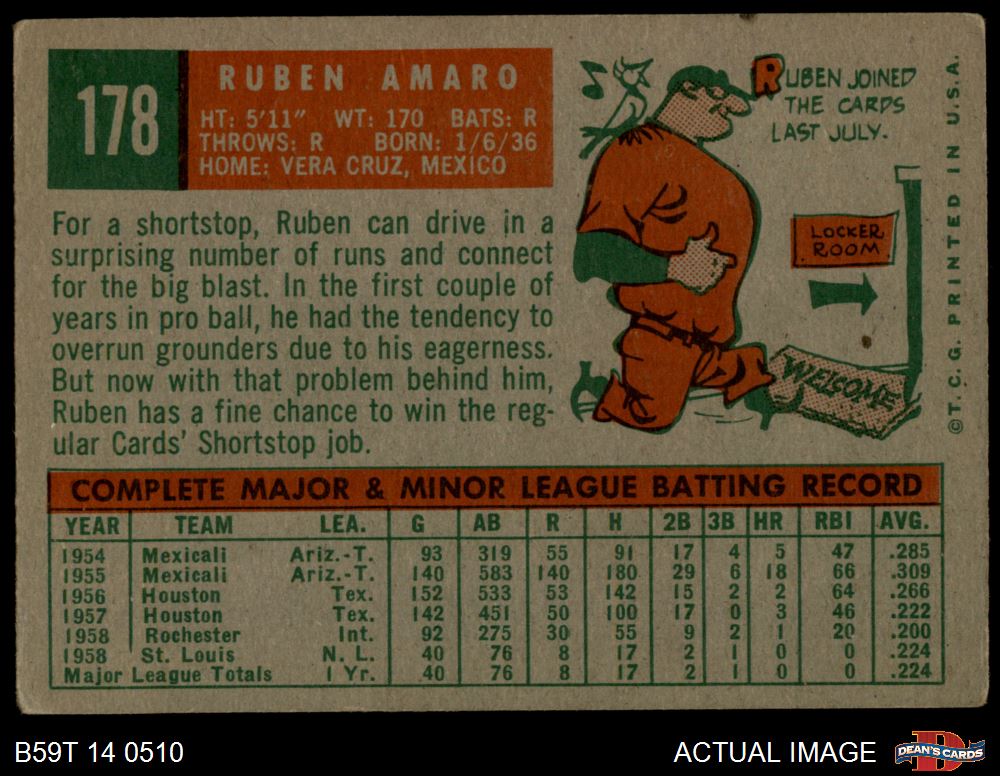 178
RUBEN AMARO
HT: 5'11" WT: 170 BATS: R
THROWS: R BORN: 1/6/36
HOME: VERA CRUZ, MEXICO
RUBEN JOINED
THE CARDS
LAST JULY.
LOCKER
ROOM
WELCOME
©T. C. G. PRINTED IN U.S.A.
For a shortstop, Ruben can drive in a
surprising number of runs and connect
for the big blast. In the first couple of
years in pro ball, he had the tendency to
overrun grounders due to his eagerness.
But now with that problem behind him,
Ruben has a fine chance to win the reg-
ular Cards' Shortstop job.
COMPLETE MAJOR & MINOR LEAGUE BATTING RECORD
YEAR TEAM LEA. G AB R H 2B 3B HR RBI AVG.
1954 Mexicali Ariz.-T. 93 319 55 91 17 4 5 47 .285
1955 Mexicali Ariz.-T. 140 583 140 180 29 6 18 66 .309
1956 Houston Tex. 152 533 53 142 15 2 2 64 .266
1957 Houston Tex. 142 451 50 100 17 0 3 46 .222
1958 Rochester Int. 92 275 30 55 9 2 1 20 .200
1958 St. Louis N. L. 40 76 8 17 2 1 0 0 .224
Major League Totals 1 Yr. 40 76 8 17 2 1 0 0 .224
B59T 14 0510
ACTUAL IMAGE
DEAN'S CARDS